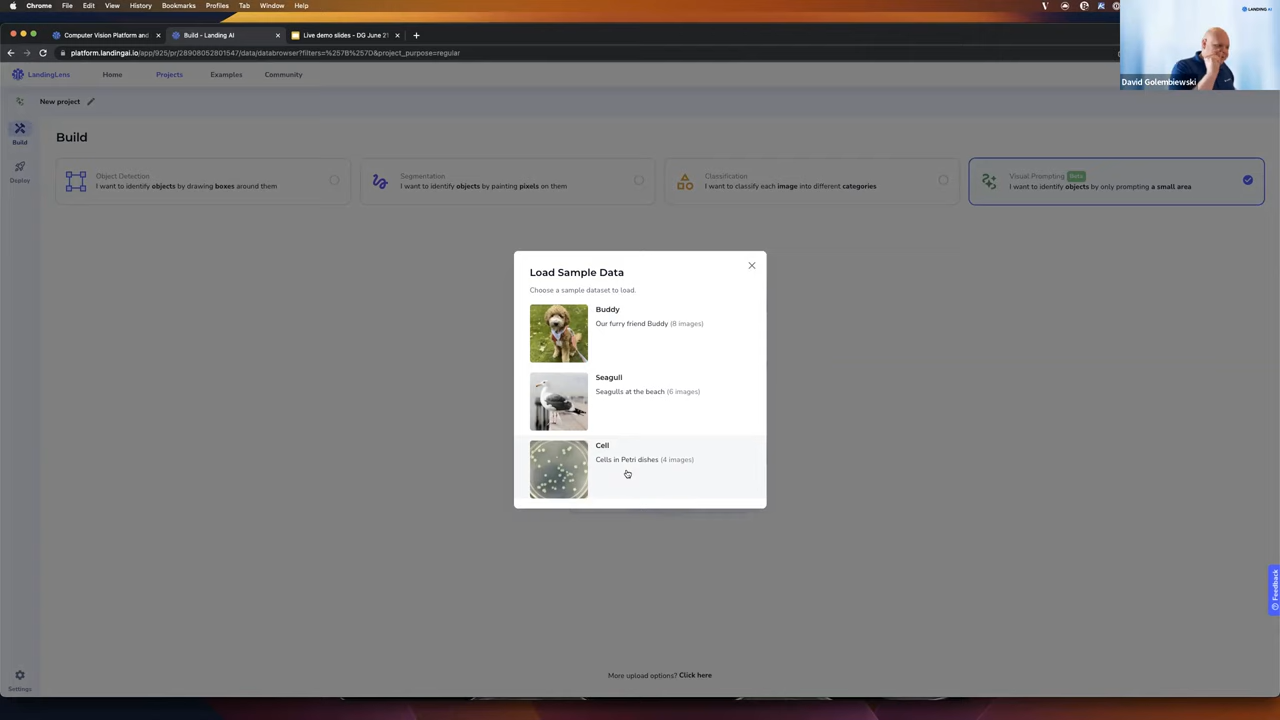 Chrome File Edit View History Bookmarks Profiles Tab Window Help
LANDING AI
Computer Vision Platform and
Build - Landing AI
Live demo slides - DG June 21
platform.landingai.io/app/925/pr/28908052801547/data/databrowser?filters=%257B%257D&project_purpose=regular
David Golembiewski
LandingLens Home Projects Examples Community
New project
Build
Deploy
Build
Object Detection
I want to identify objects by drawing boxes around them
Segmentation
I want to identify objects by painting pixels on them
Classification
I want to classify each image into different categories
Visual Prompting Beta
I want to identify objects by only prompting a small area
Load Sample Data
Choose a sample dataset to load.
Buddy
Our furry friend Buddy (8 images)
Seagull
Seagulls at the beach (6 images)
Cell
Cells in Petri dishes (4 images)
Feedback
More upload options? Click here
Settings